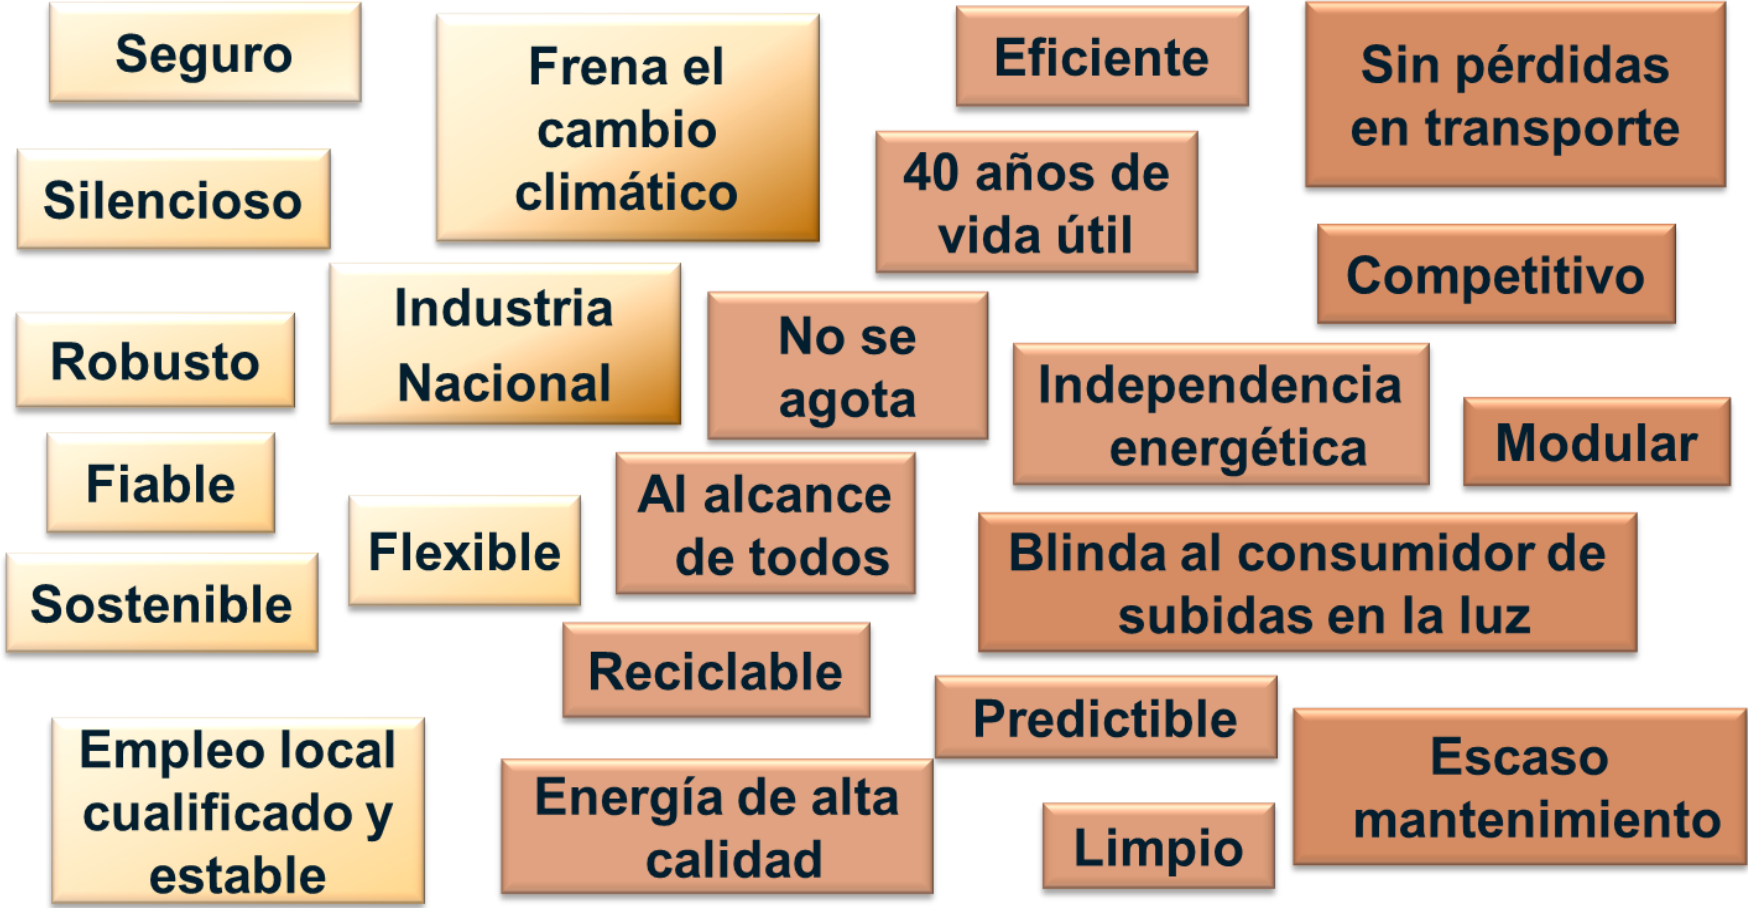 Seguro
Frena el
cambio
climático
Eficiente
Sin pérdidas
en transporte
Silencioso
40 años de
vida útil
Competitivo
Robusto
Industria
Nacional
No se
agota
Independencia
energética
Modular
Fiable
Flexible
Al alcance
de todos
Blinda al consumidor de
subidas en la luz
Sostenible
Reciclable
Predictible
Empleo local
cualificado y
estable
Energía de alta
calidad
Limpio
Escaso
mantenimiento